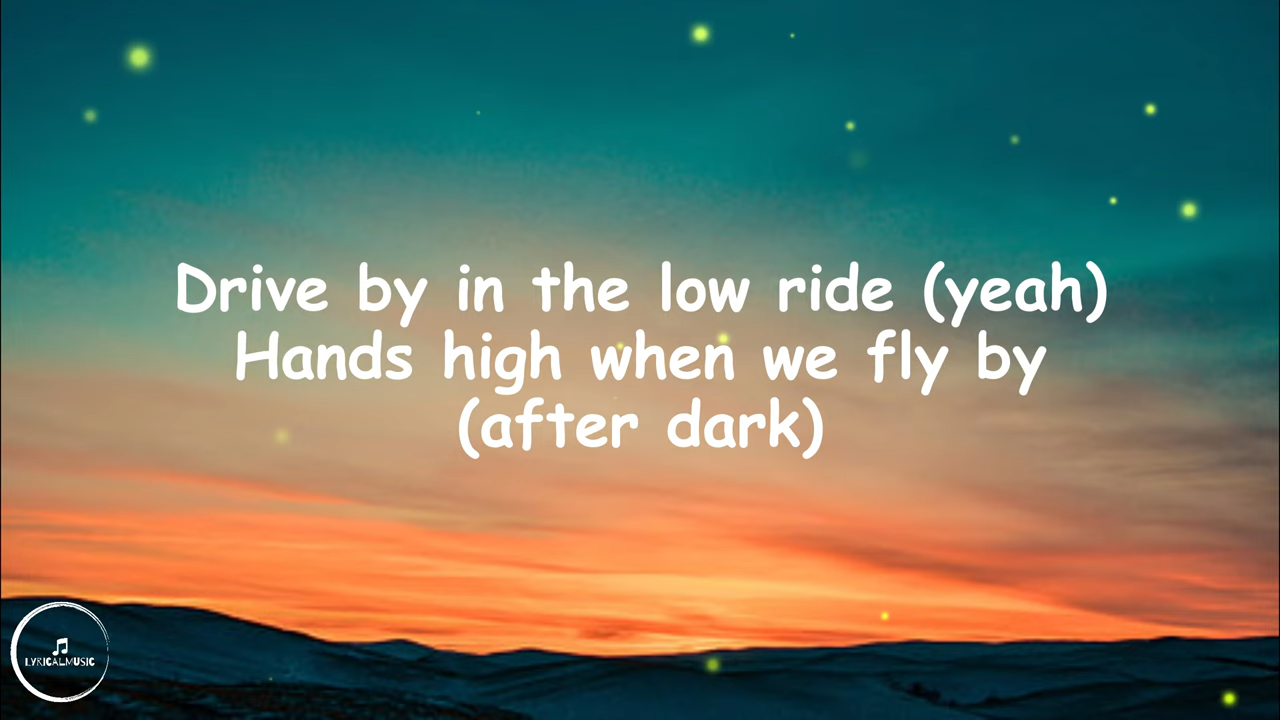 Drive by in the low ride (yeah)
Hands high when we fly by
(after dark)
LYRICALMUSIC